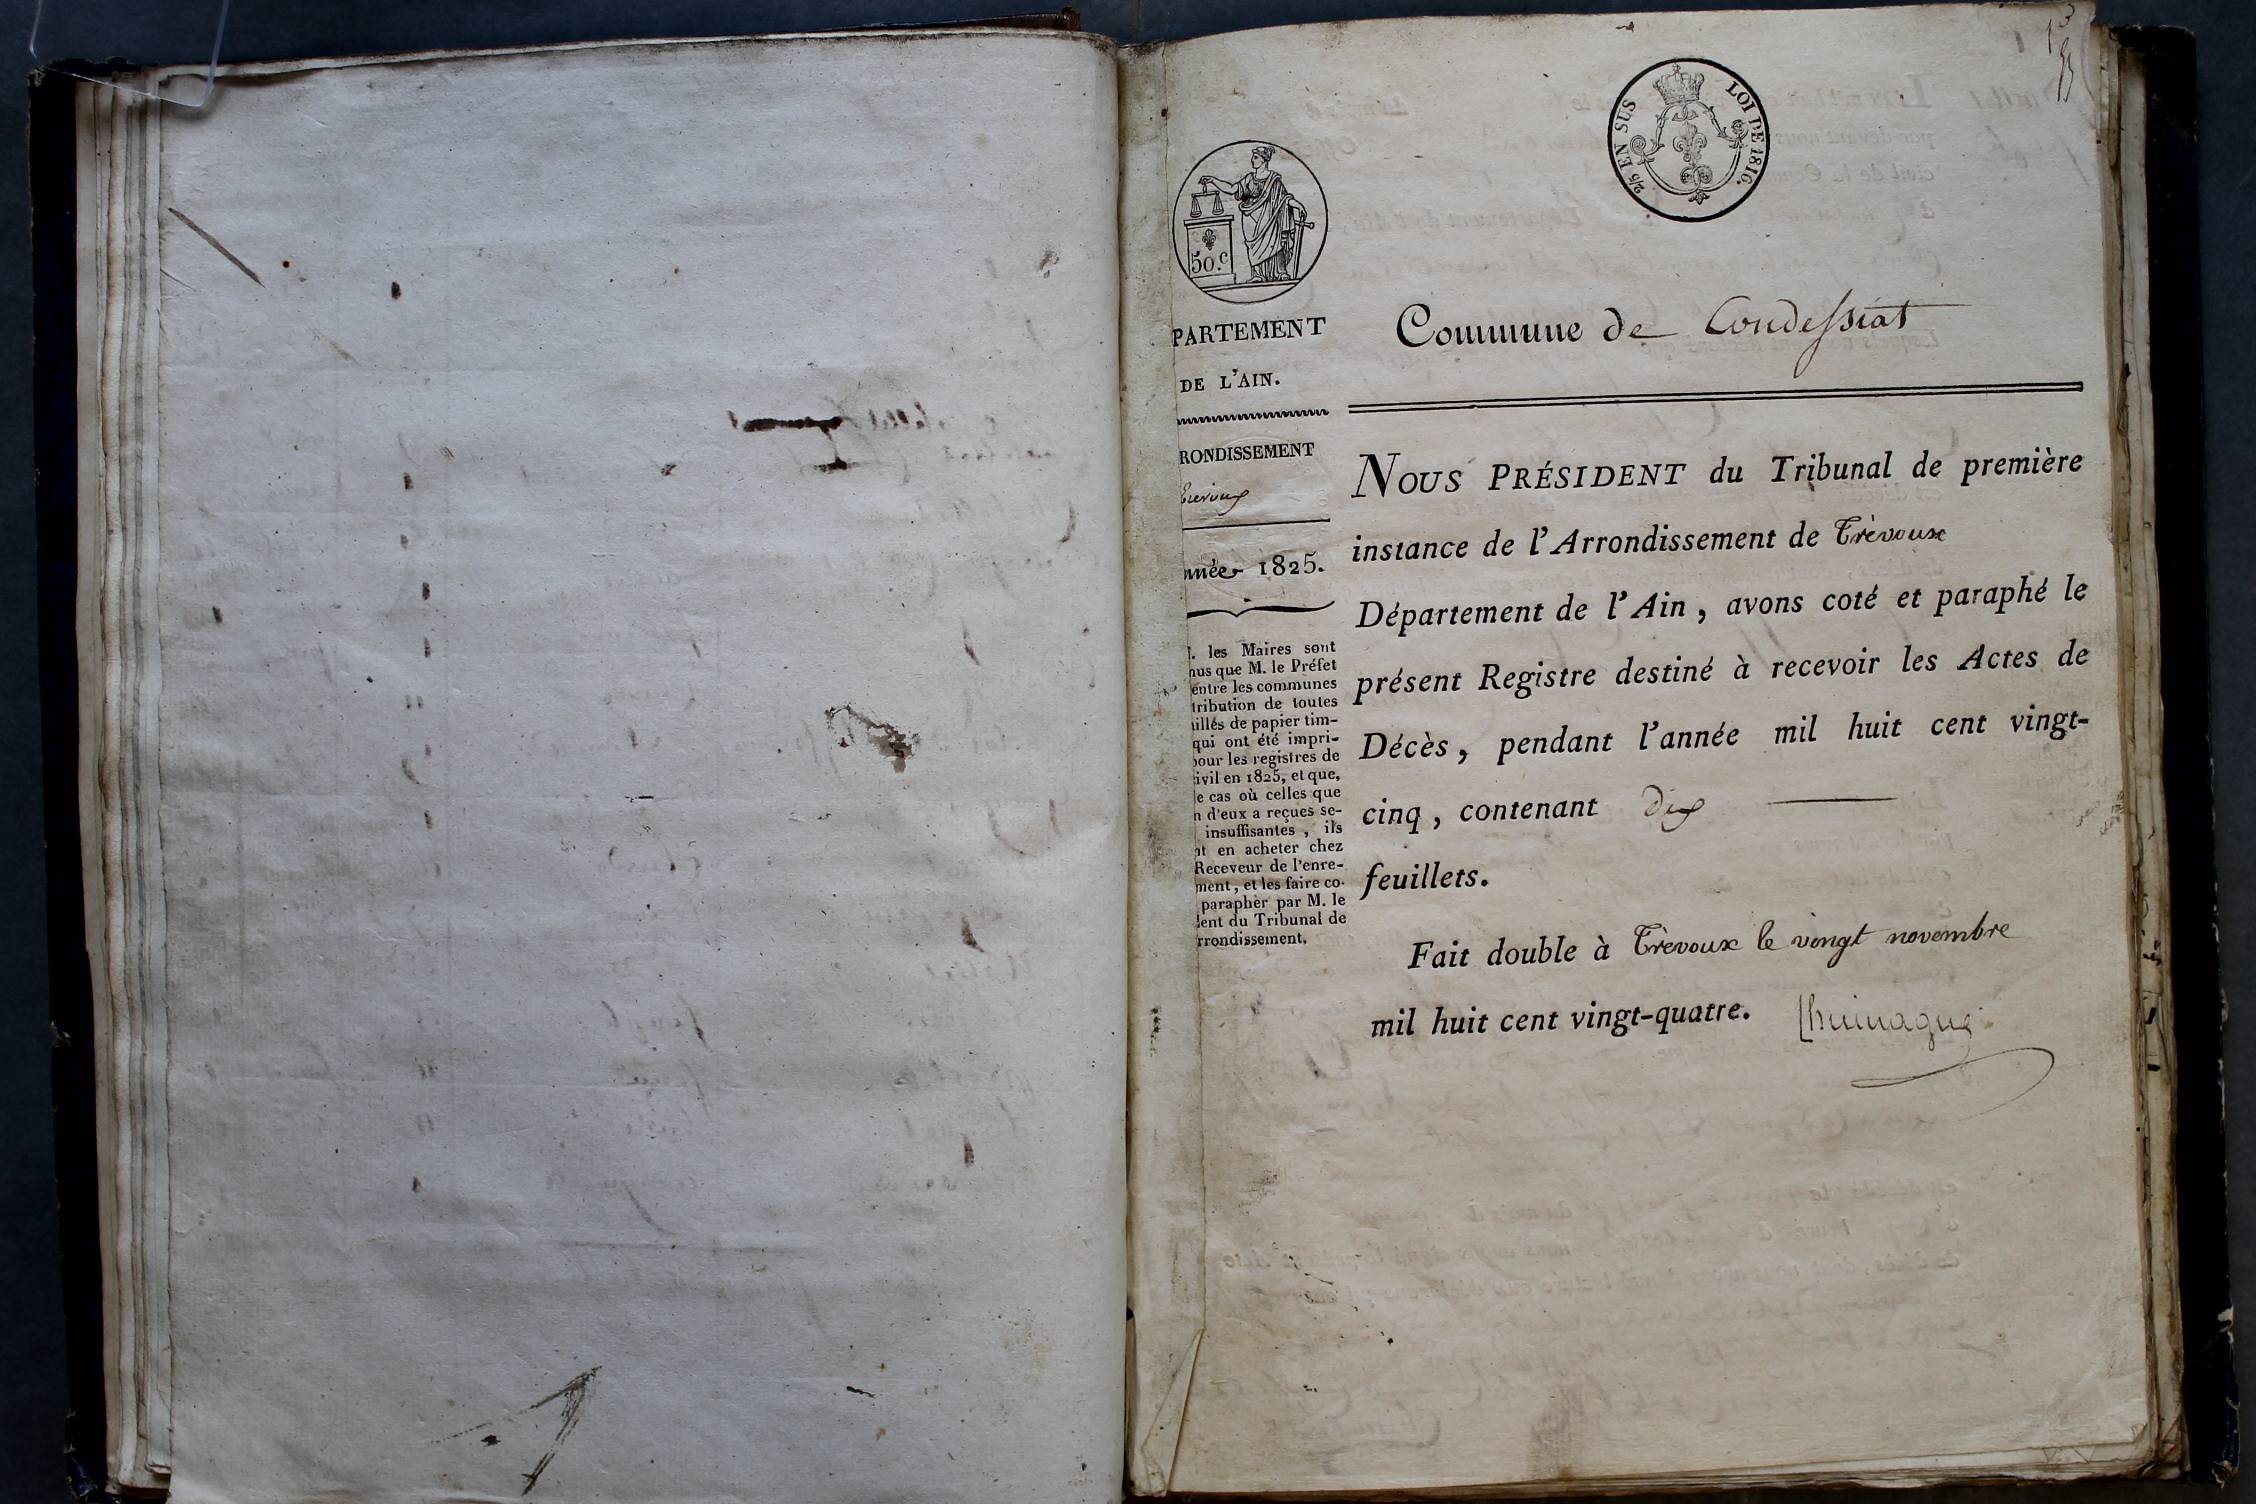 2/5 EN SUS
LOI DE 1816.
50.c
PARTEMENT
DE L'AIN.
RONDISSEMENT
nnée 1825.
. les Maires sont
nus que M. le Préfet
entre les communes
tribution de toutes
illés de papier tim-
qui ont été impri-
pour les registres de
ivil en 1825, et que,
e cas où celles que
n d'eux a reçues se-
insuffisantes, ils
nt en acheter chez
Receveur de l'enre-
ment, et les faire co-
parapher par M. le
ent du Tribunal de
rrondissement.
Commune de Condessiat
NOUS PRÉSIDENT du Tribunal de première
instance de l'Arrondissement de Trévoux
Département de l'Ain, avons coté et paraphé le
présent Registre destiné à recevoir les Actes de
Décès, pendant l'année mil huit cent vingt-
cinq, contenant dix
feuillets.
Fait double à Trévoux le vingt novembre
mil huit cent vingt-quatre.